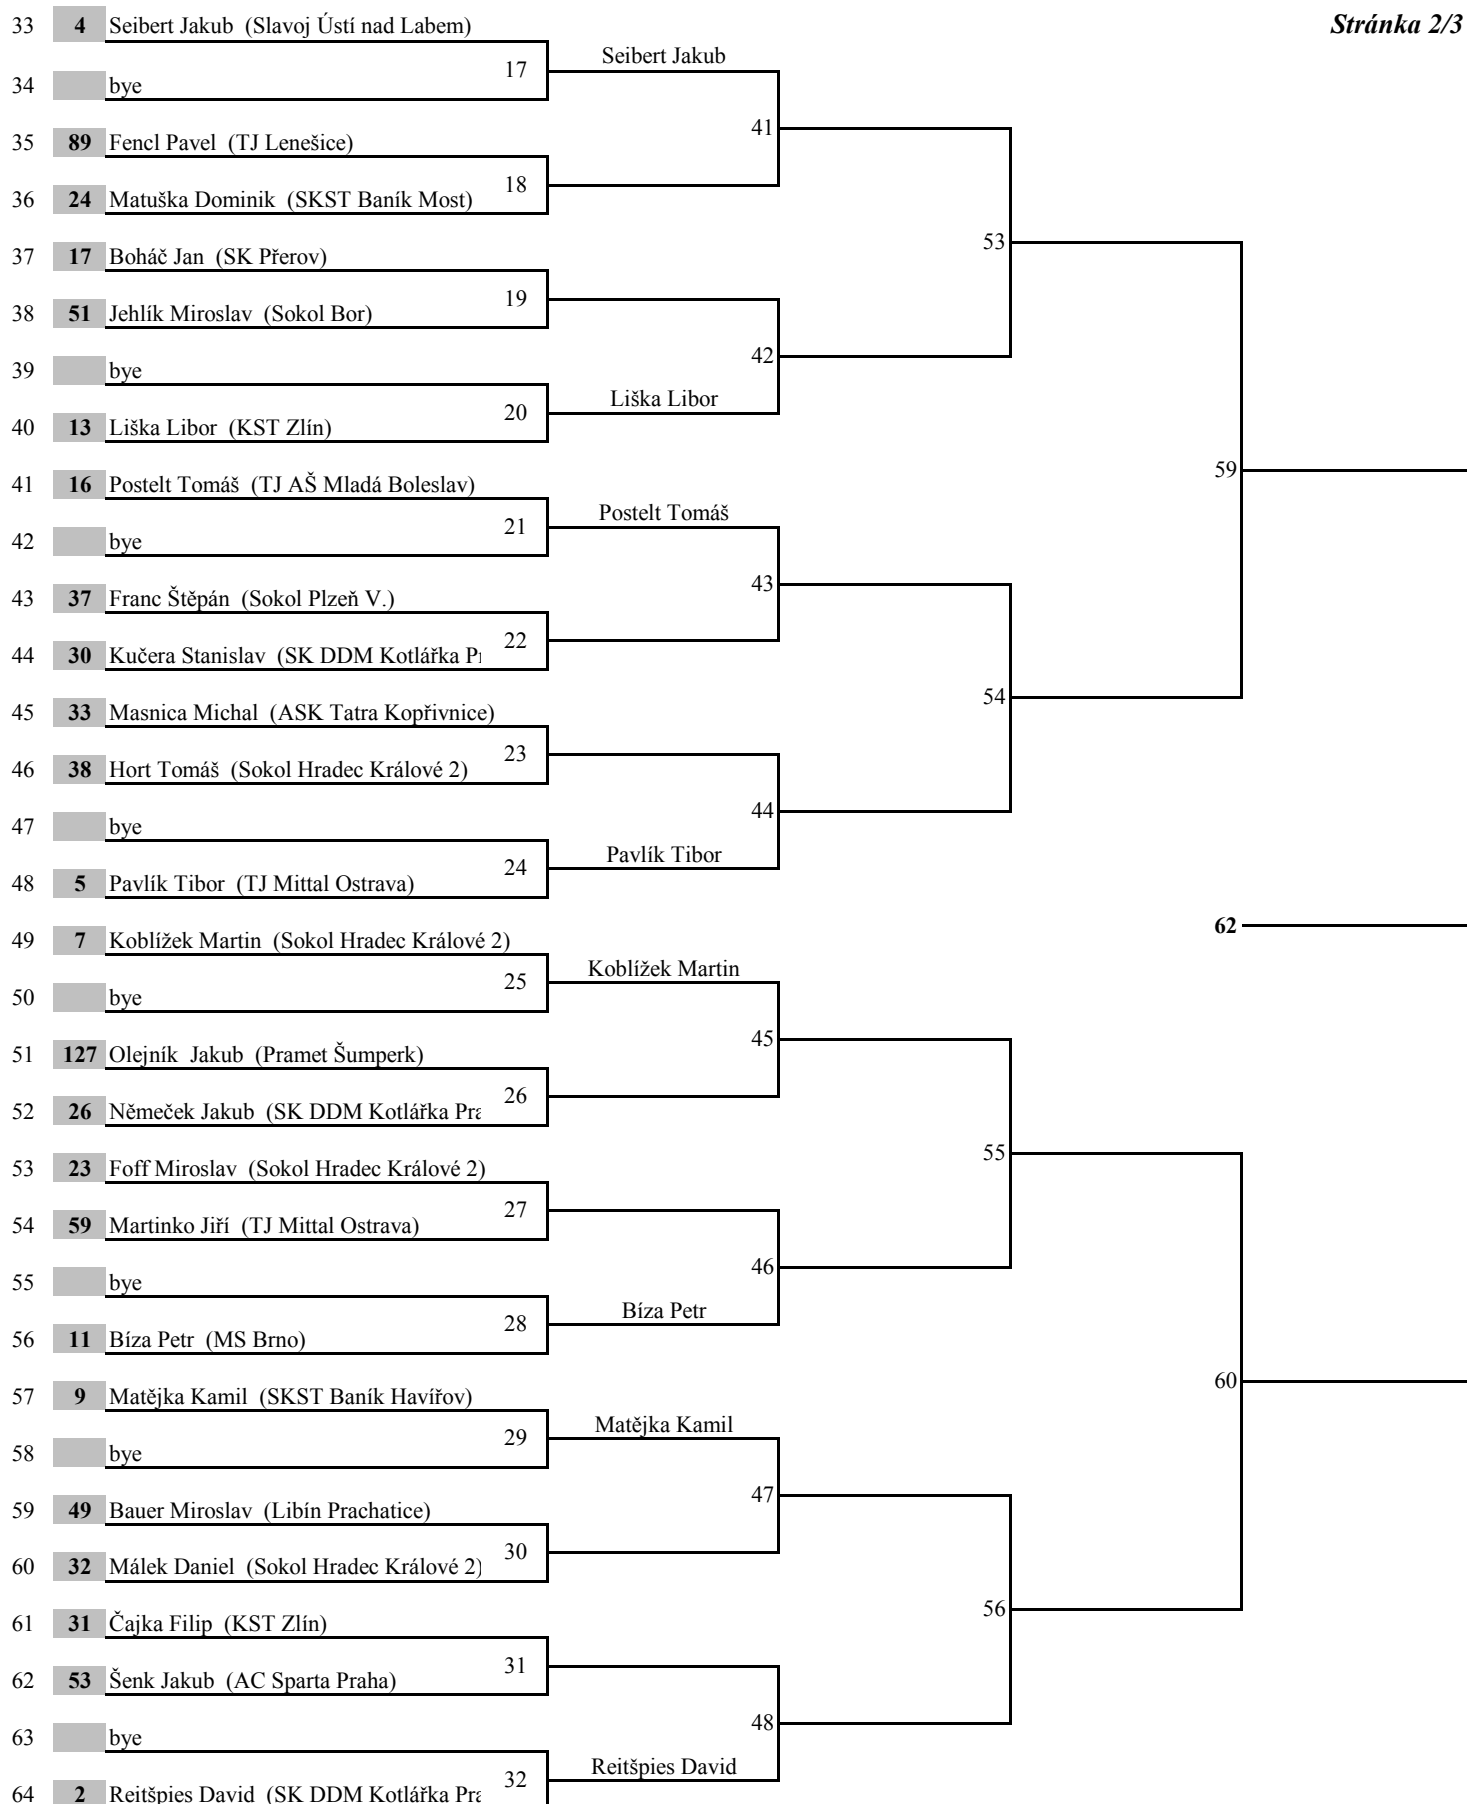 Stránka 2/3
33 4 Seibert Jakub (Slavoj Ústí nad Labem)
17 Seibert Jakub
34 bye
41
35 89 Fencl Pavel (TJ Lenešice)
18
36 24 Matuška Dominik (SKST Baník Most)
53
37 17 Boháč Jan (SK Přerov)
19
38 51 Jehlík Miroslav (Sokol Bor)
42
39 bye
20 Liška Libor
40 13 Liška Libor (KST Zlín)
59
41 16 Postelt Tomáš (TJ AŠ Mladá Boleslav)
21 Postelt Tomáš
42 bye
43
43 37 Franc Štěpán (Sokol Plzeň V.)
22
44 30 Kučera Stanislav (SK DDM Kotlářka
54
45 33 Masnica Michal (ASK Tatra Kopřivnice)
23
46 38 Hort Tomáš (Sokol Hradec Králové 2)
44
47 bye
24 Pavlík Tibor
48 5 Pavlík Tibor (TJ Mittal Ostrava)
62
49 7 Koblížek Martin (Sokol Hradec Králové 2)
25 Koblížek Martin
50 bye
45
51 127 Olejník Jakub (Pramet Šumperk)
26
52 26 Němeček Jakub (SK DDM Kotlářka
55
53 23 Foff Miroslav (Sokol Hradec Králové 2)
27
54 59 Martinko Jiří (TJ Mittal Ostrava)
46
55 bye
28 Bíza Petr
56 11 Bíza Petr (MS Brno)
60
57 9 Matějka Kamil (SKST Baník Havířov)
29 Matějka Kamil
58 bye
47
59 49 Bauer Miroslav (Libín Prachatice)
30
60 32 Málek Daniel (Sokol Hradec Králové 2)
56
61 31 Čajka Filip (KST Zlín)
31
62 53 Šenk Jakub (AC Sparta Praha)
48
63 bye
32 Reitšpies David
64 2 Reitšpies David (SK DDM Kotlářka